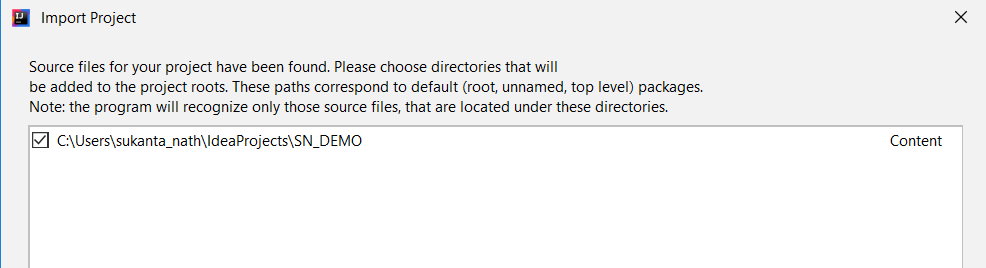 Import Project
Source files for your project have been found. Please choose directories that will
be added to the project roots. These paths correspond to default (root, unnamed, top level) packages.
Note: the program will recognize only those source files, that are located under these directories.
C:\Users\sukanta_nath\IdeaProjects\SN_DEMO Content